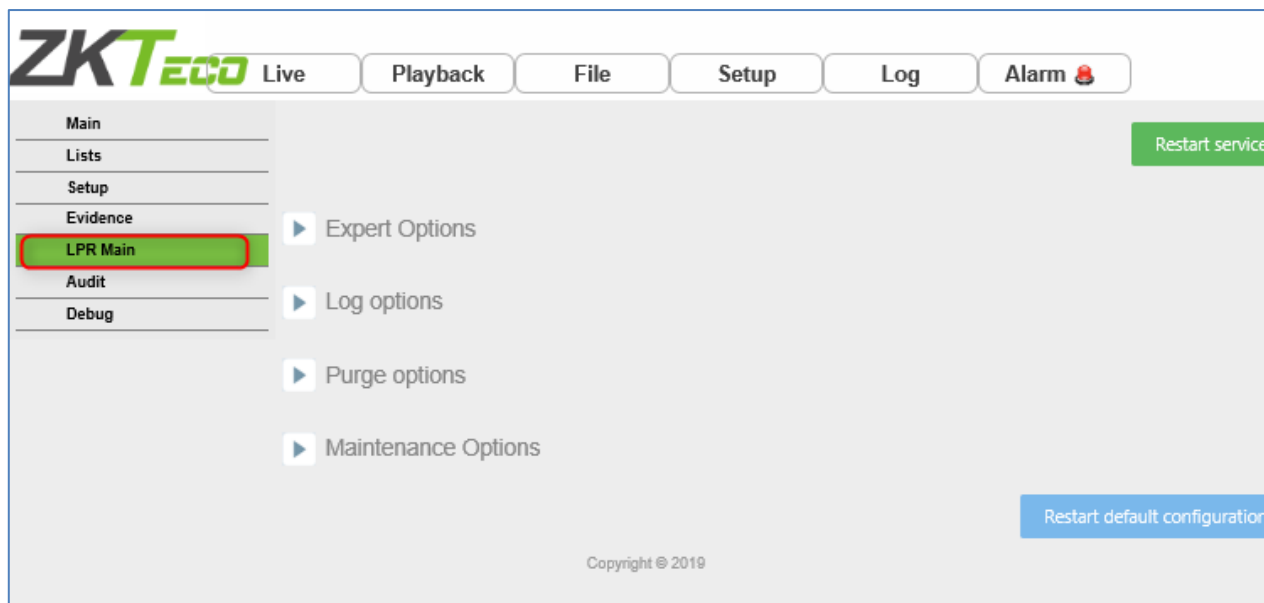 ZKTECO
Live Playback File Setup Log Alarm
Main
Lists
Setup
Evidence
LPR Main
Audit
Debug
Restart service
Expert Options
Log options
Purge options
Maintenance Options
Restart default configuration
Copyright © 2019